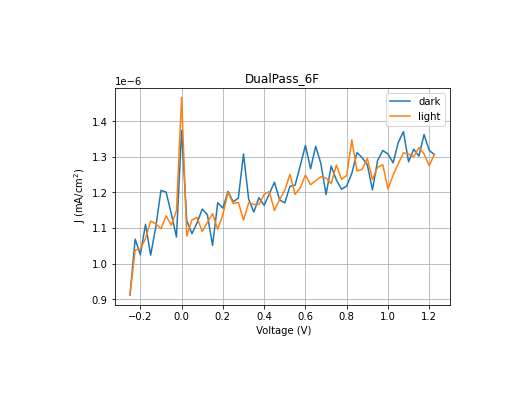 DualPass_6F
1e−6
dark
light
1.4
1.3
1.2
1.1
1.0
0.9
J (mA/cm²)
−0.2 0.0 0.2 0.4 0.6 0.8 1.0 1.2
Voltage (V)